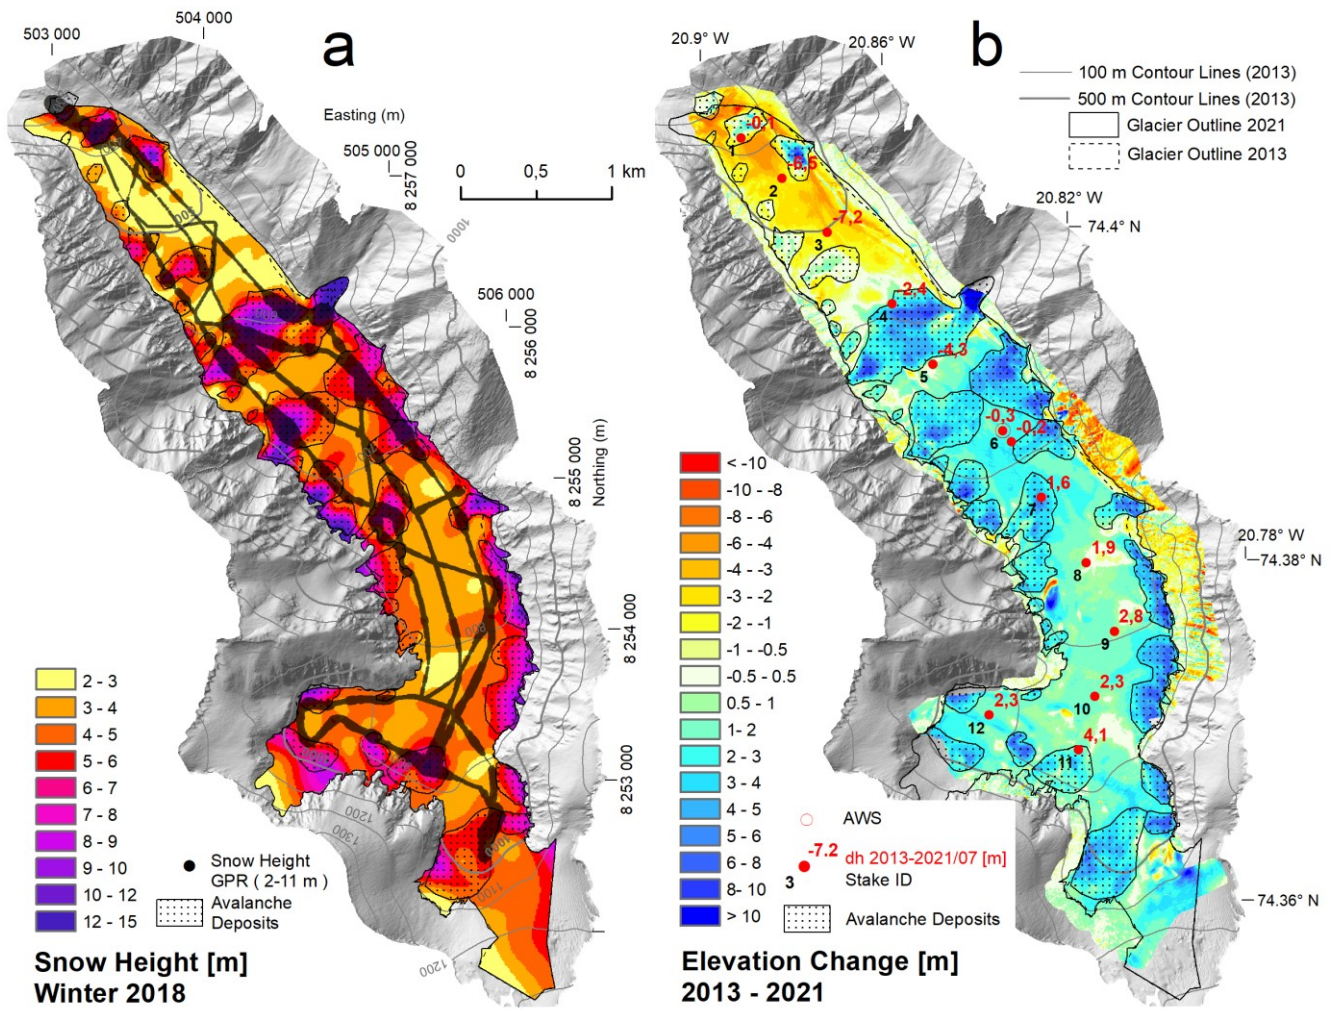 a
503 000
504 000
Easting (m)
505 000
8 257 000
0
0,5
1 km
1000
506 000
8 256 000
Northing (m)
8 255 000
8 254 000
8 253 000
500
800
1000
1100
1200
1300
1200
2 - 3
3 - 4
4 - 5
5 - 6
6 - 7
7 - 8
8 - 9
9 - 10
10 - 12
12 - 15
Snow Height
GPR ( 2-11 m )
Avalanche
Deposits
Snow Height [m]
Winter 2018
b
20.9° W
20.86° W
100 m Contour Lines (2013)
500 m Contour Lines (2013)
Glacier Outline 2021
Glacier Outline 2013
20.82° W
74.4° N
20.78° W
74.38° N
74.36° N
-0,1
1
-6,5
2
-7,2
3
-2,4
4
-4,3
5
-0,3
-0,2
6
1,6
7
1,9
8
2,8
9
2,3
10
2,3
12
4,1
11
< -10
-10 - -8
-8 - -6
-6 - -4
-4 - -3
-3 - -2
-2 - -1
-1 - -0.5
-0.5 - 0.5
0.5 - 1
1- 2
2 - 3
3 - 4
4 - 5
5 - 6
6 - 8
8- 10
> 10
AWS
-7.2
dh 2013-2021/07 [m]
3
Stake ID
Avalanche Deposits
Elevation Change [m]
2013 - 2021